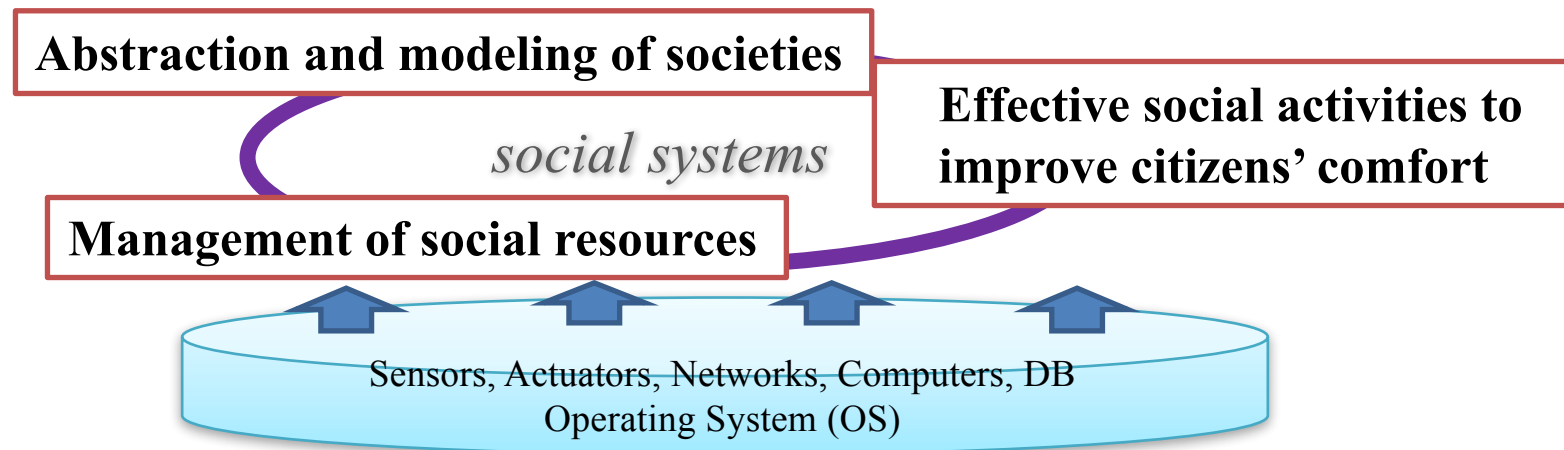 Abstraction and modeling of societies
Effective social activities to
improve citizens’ comfort
social systems
Management of social resources
Sensors, Actuators, Networks, Computers, DB
Operating System (OS)